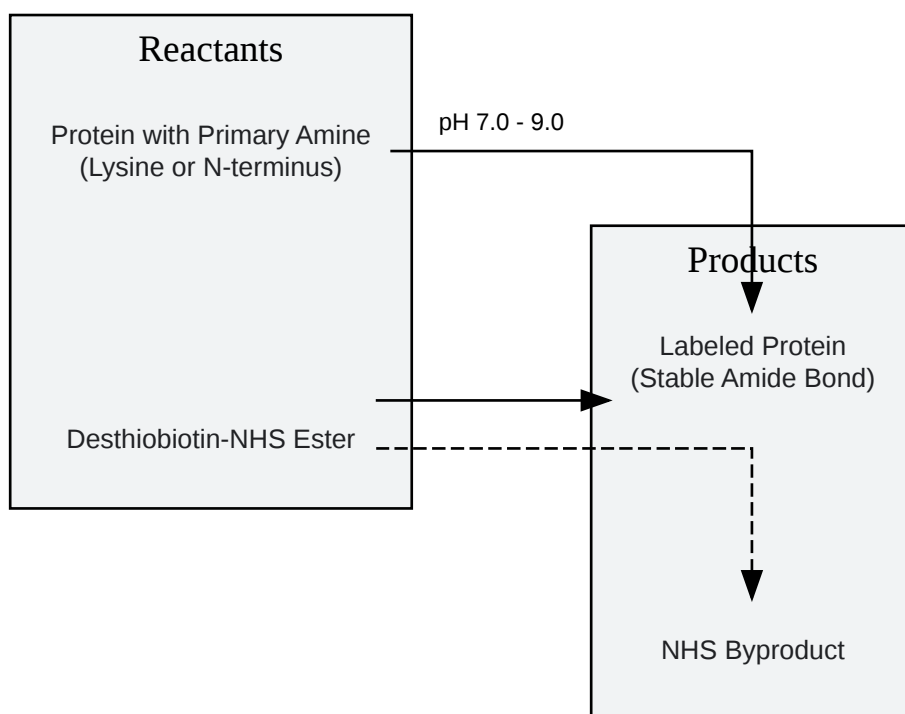 Reactants
Protein with Primary Amine
(Lysine or N-terminus)
pH 7.0 - 9.0
Desthiobiotin-NHS Ester
Products
Labeled Protein
(Stable Amide Bond)
NHS Byproduct